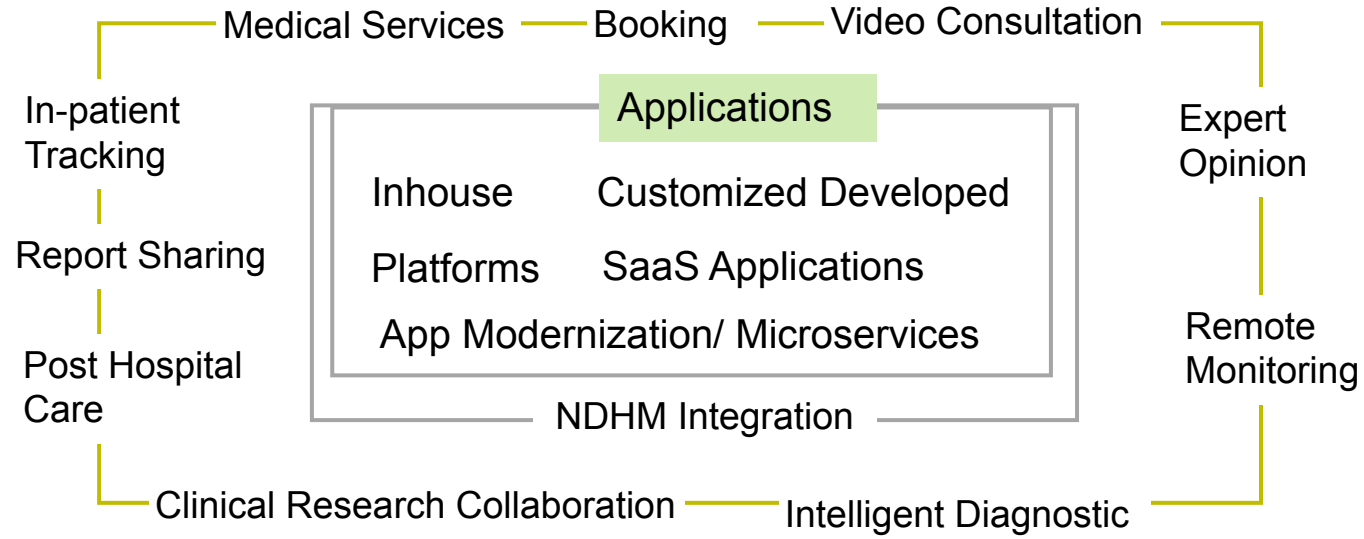 Medical Services
Booking
Video Consultation
In-patient
Tracking
Applications
Expert
Opinion
Inhouse
Customized Developed
Report Sharing
Platforms
SaaS Applications
App Modernization/ Microservices
Remote
Monitoring
Post Hospital
Care
NDHM Integration
Clinical Research Collaboration
Intelligent Diagnostic